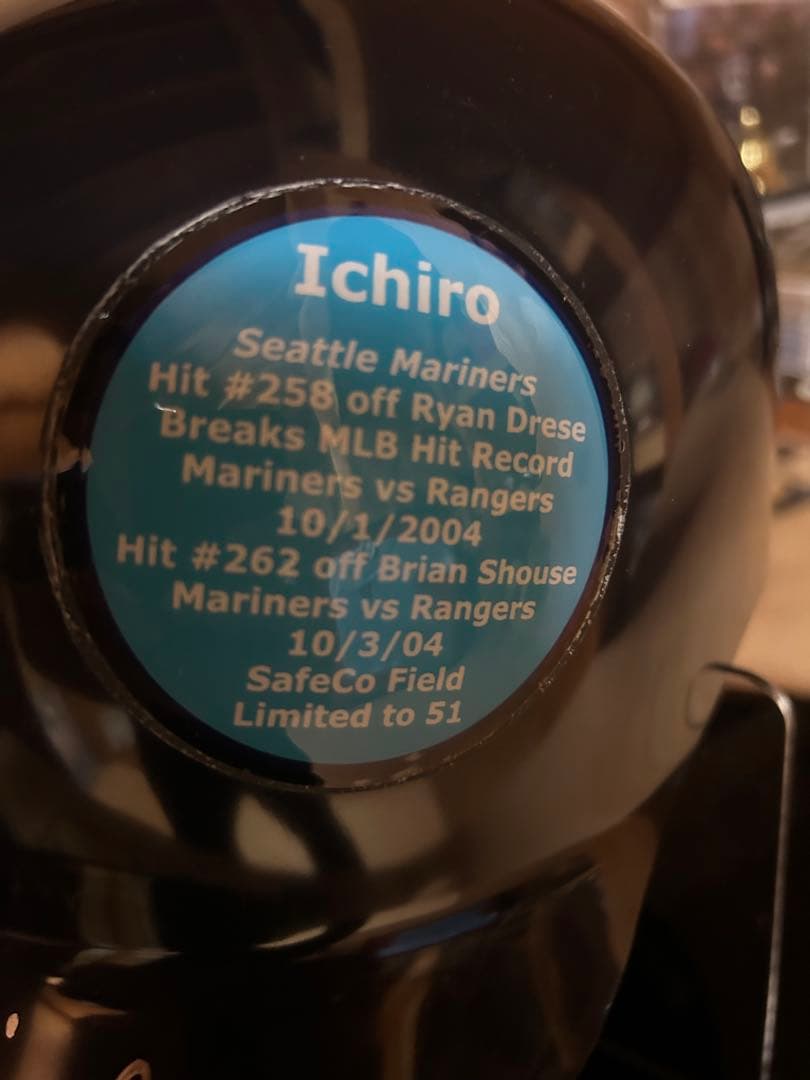 Ichiro
Seattle Mariners
Hit #258 off Ryan Drese
Breaks MLB Hit Record
Mariners vs Rangers
10/1/2004
Hit #262 off Brian Shouse
Mariners vs Rangers
10/3/04
SafeCo Field
Limited to 51